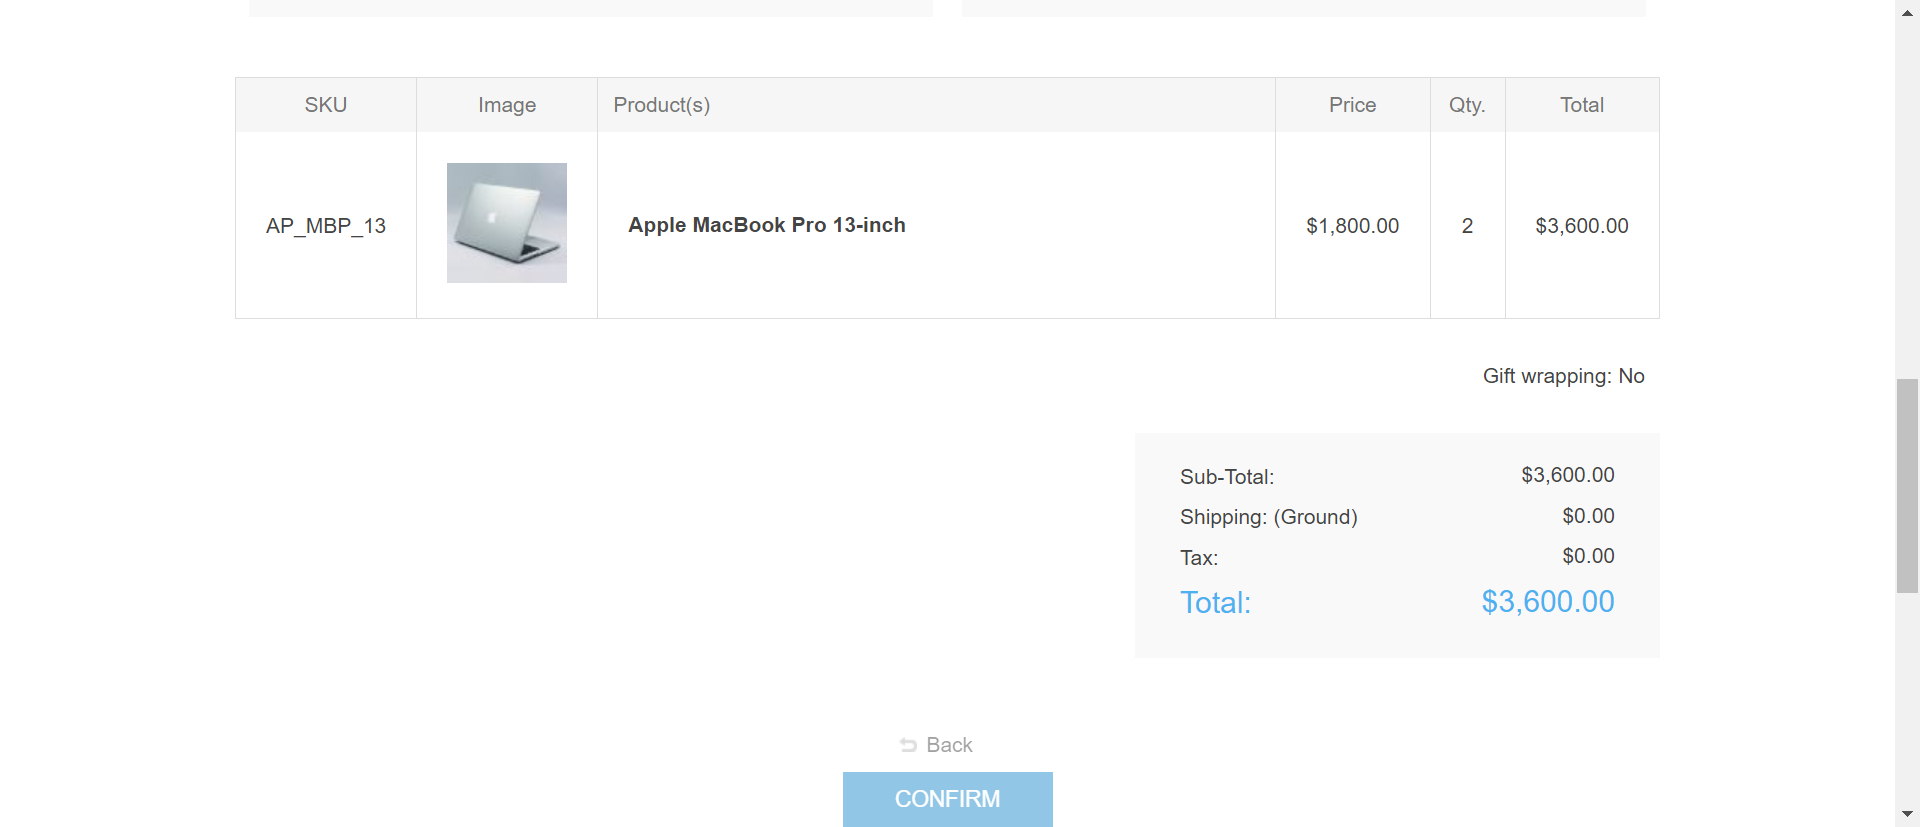 SKU Image Product(s) Price Qty. Total
AP_MBP_13 Apple MacBook Pro 13-inch $1,800.00 2 $3,600.00
Gift wrapping: No
Sub-Total: $3,600.00
Shipping: (Ground) $0.00
Tax: $0.00
Total: $3,600.00
Back
CONFIRM